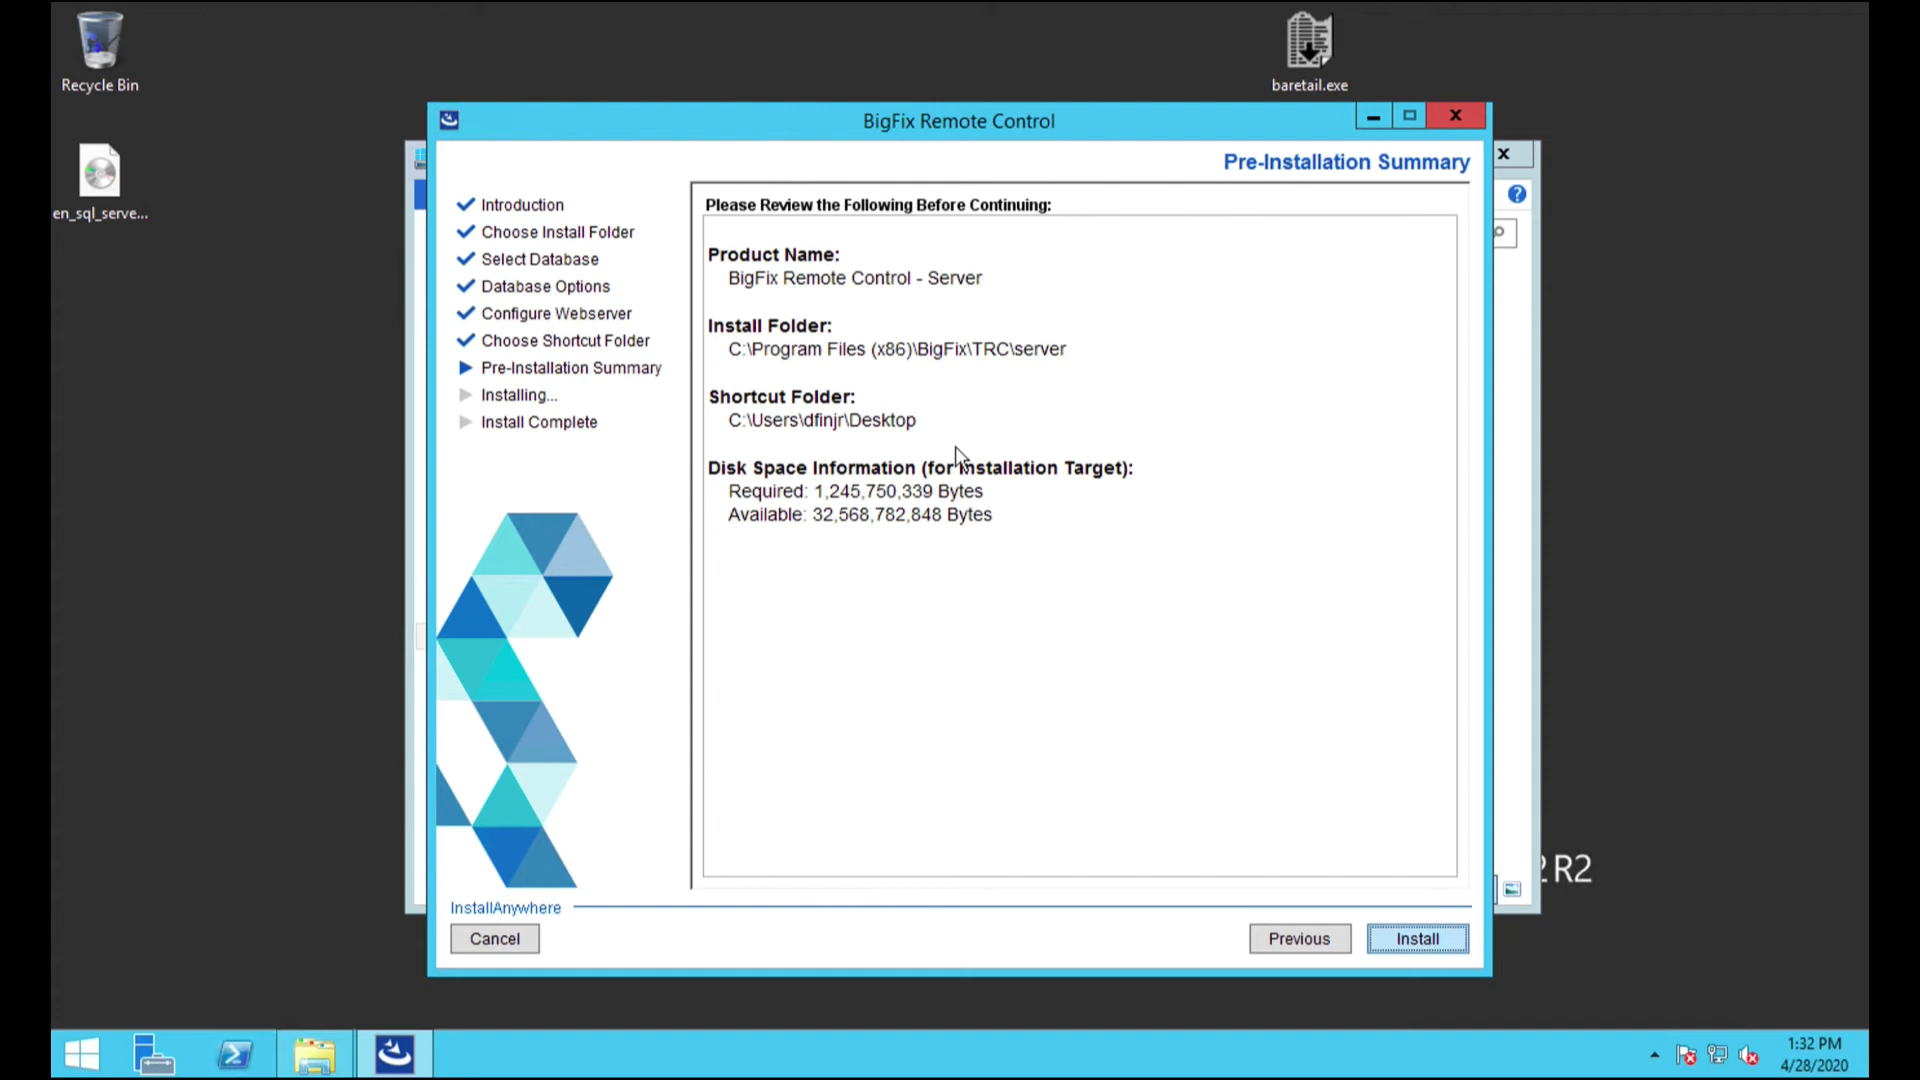 Recycle Bin
baretail.exe
en_sql_serve...
BigFix Remote Control
Pre-Installation Summary
Introduction
Choose Install Folder
Select Database
Database Options
Configure Webserver
Choose Shortcut Folder
Pre-Installation Summary
Installing...
Install Complete
Please Review the Following Before Continuing:
Product Name:
BigFix Remote Control - Server
Install Folder:
C:\Program Files (x86)\BigFix\TRC\server
Shortcut Folder:
C:\Users\dfinjr\Desktop
Disk Space Information (for Installation Target):
Required: 1,245,750,339 Bytes
Available: 32,568,782,848 Bytes
2 R2
InstallAnywhere
Cancel
Previous
Install
1:32 PM
4/28/2020